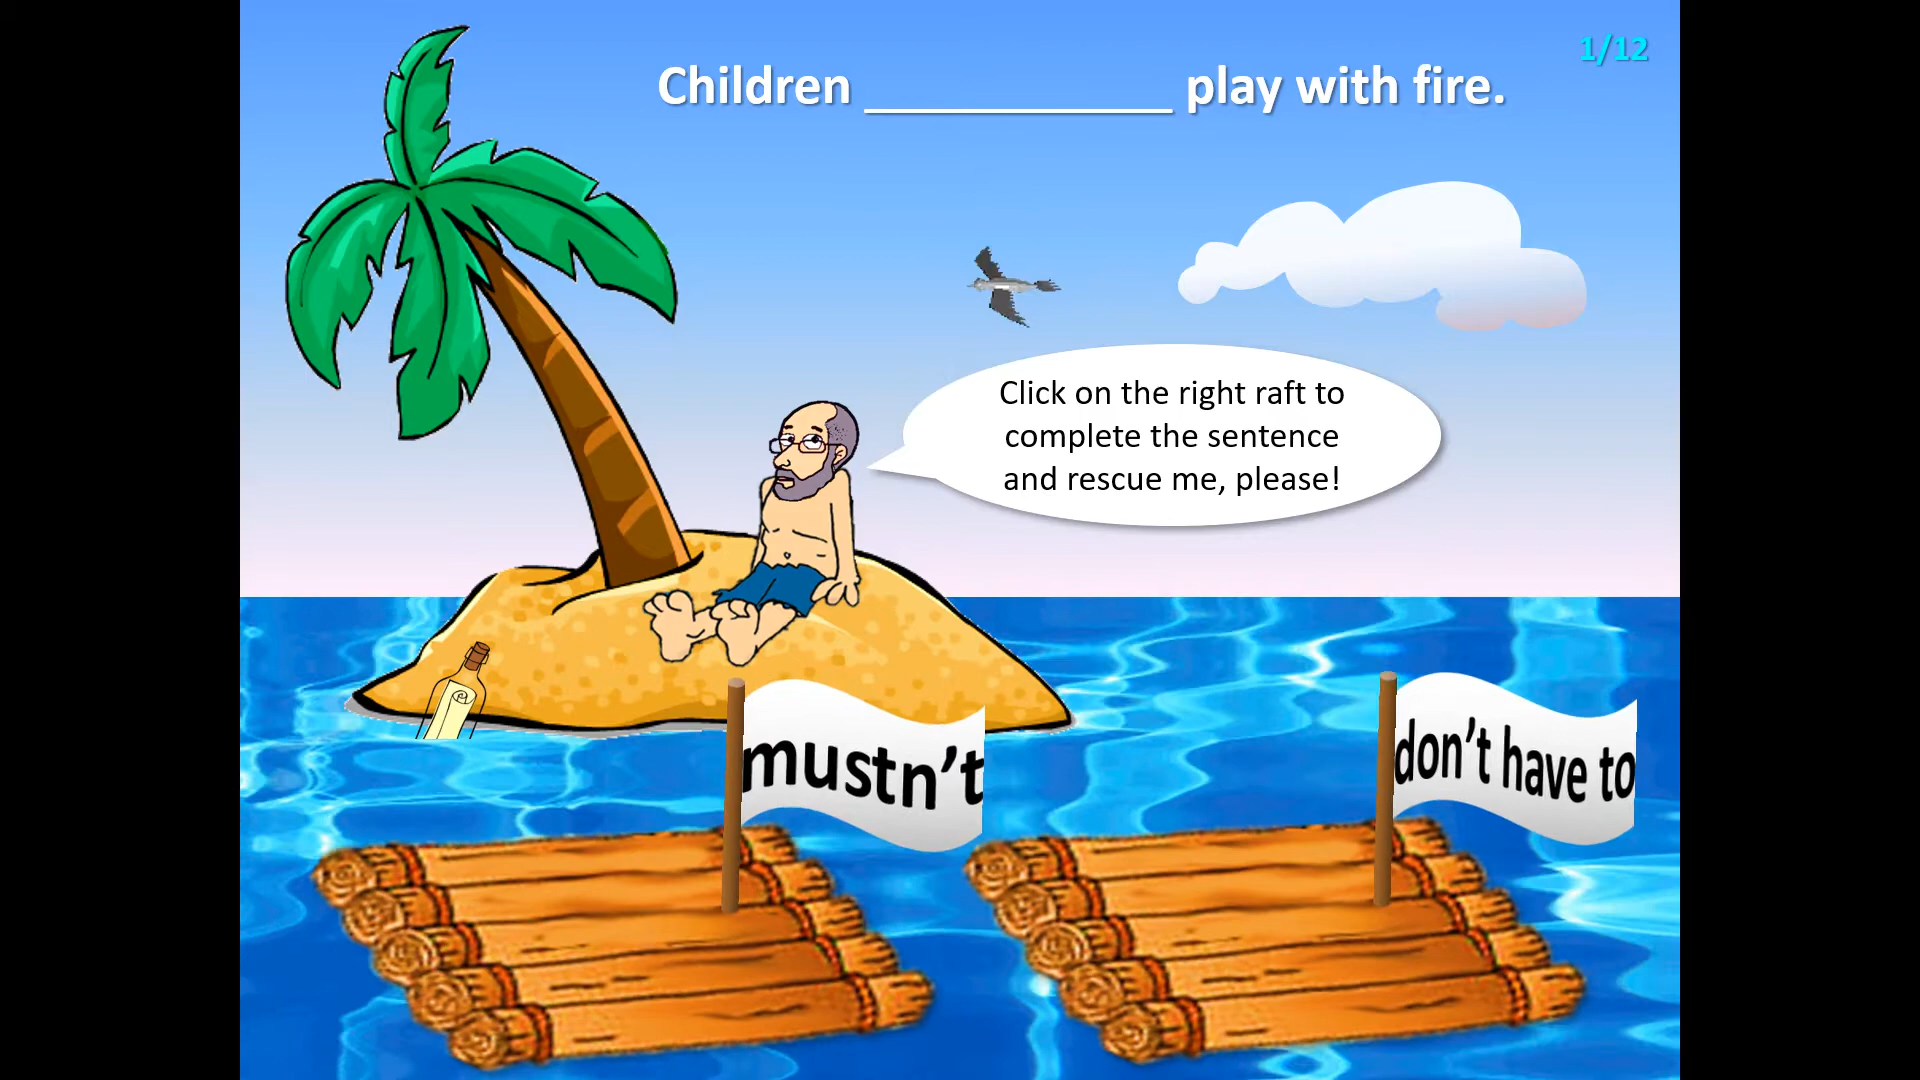 1/12
Children ___________ play with fire.
Click on the right raft to
complete the sentence
and rescue me, please!
mustn’t
don’t have to